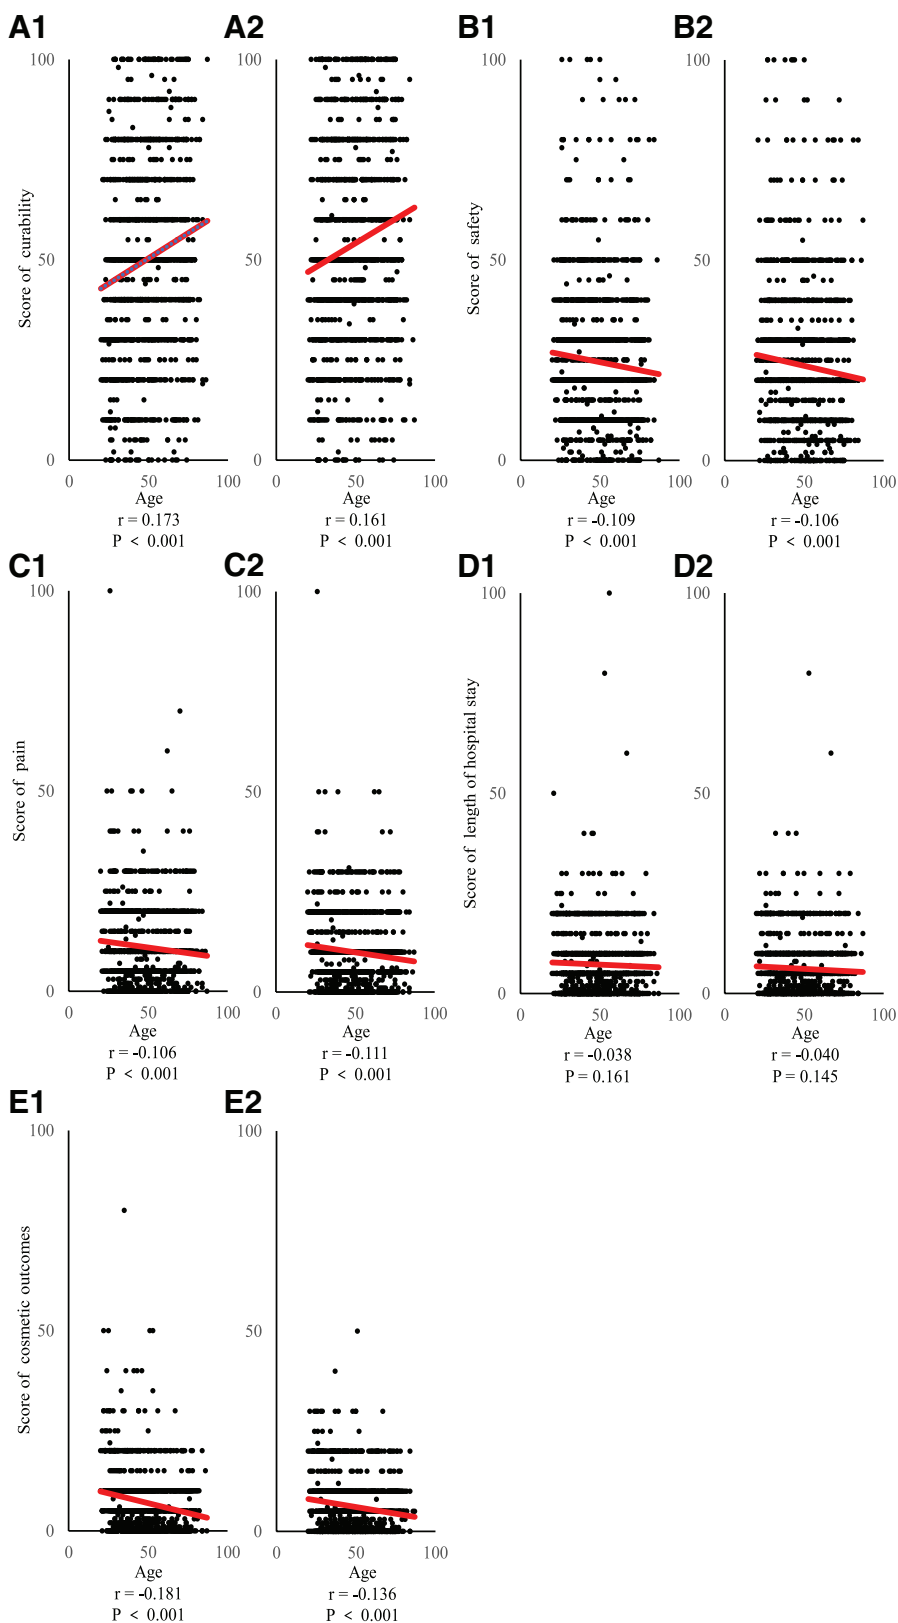 A1 A2 B1 B2
100 100 100 100
Score of curability
Score of safety
50 50 50 50
0 0 0 0
0 50 100 0 50 100 0 50 100 0 50 100
Age Age Age Age
r = 0.173 r = 0.161 r = -0.109 r = -0.106
P < 0.001 P < 0.001 P < 0.001 P < 0.001
C1 C2 D1 D2
100 100 100 100
Score of pain
Score of length of hospital stay
50 50 50 50
0 0 0 0
0 50 100 0 50 100 0 50 100 0 50 100
Age Age Age Age
r = -0.106 r = -0.111 r = -0.038 r = -0.040
P < 0.001 P < 0.001 P = 0.161 P = 0.145
E1 E2
100 100
Score of cosmetic outcomes
50 50
0 0
0 50 100 0 50 100
Age Age
r = -0.181 r = -0.136
P < 0.001 P < 0.001